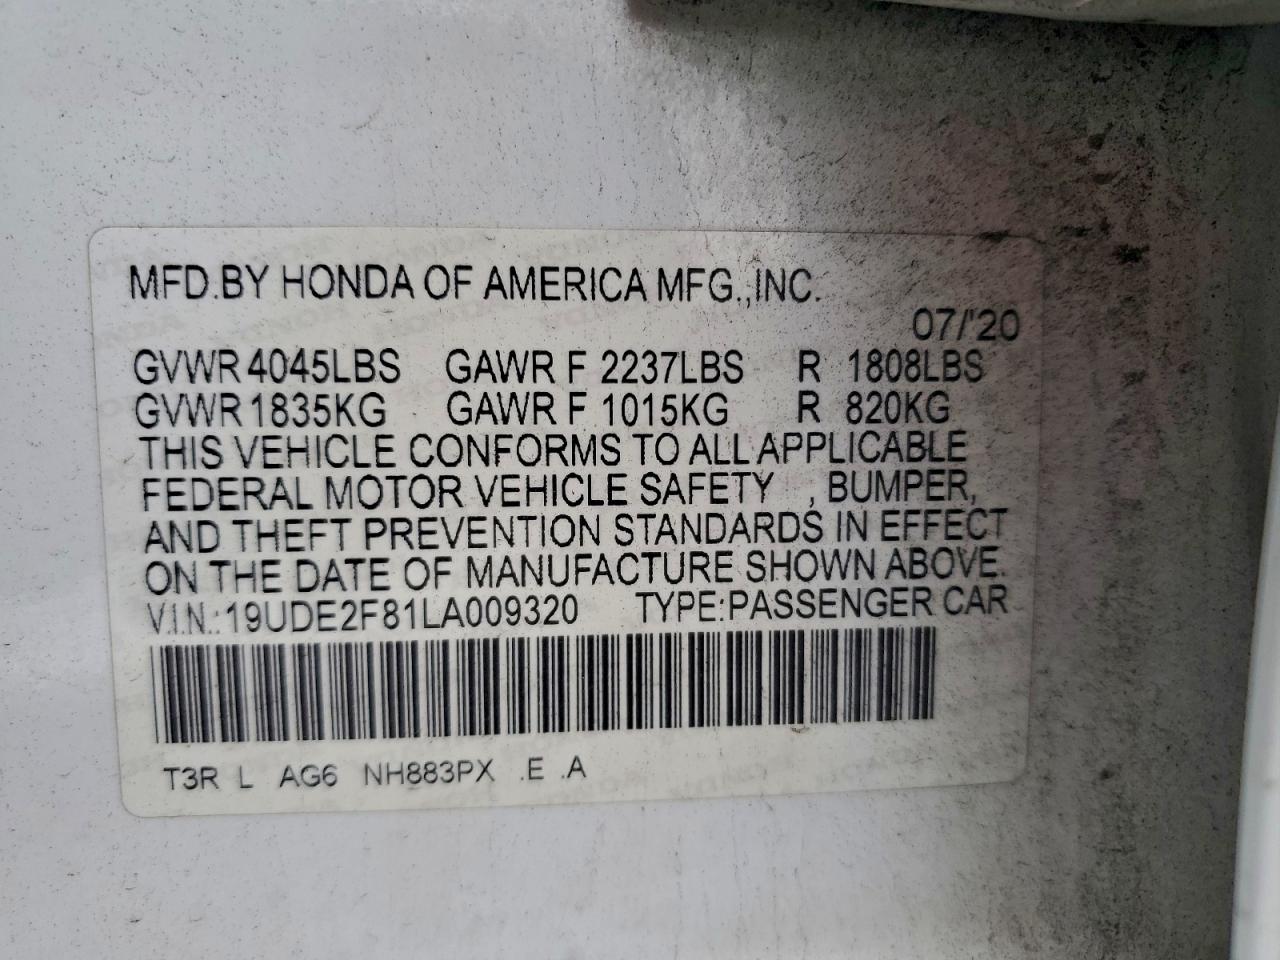 MFD.BY HONDA OF AMERICA MFG.,INC.
07/'20
GVWR 4045LBS GAWR F 2237LBS R 1808LBS
GVWR 1835KG GAWR F 1015KG R 820KG
THIS VEHICLE CONFORMS TO ALL APPLICABLE
FEDERAL MOTOR VEHICLE SAFETY , BUMPER,
AND THEFT PREVENTION STANDARDS IN EFFECT
ON THE DATE OF MANUFACTURE SHOWN ABOVE.
V.I.N.: 19UDE2F81LA009320 TYPE:PASSENGER CAR
T3R L AG6 NH883PX .E .A